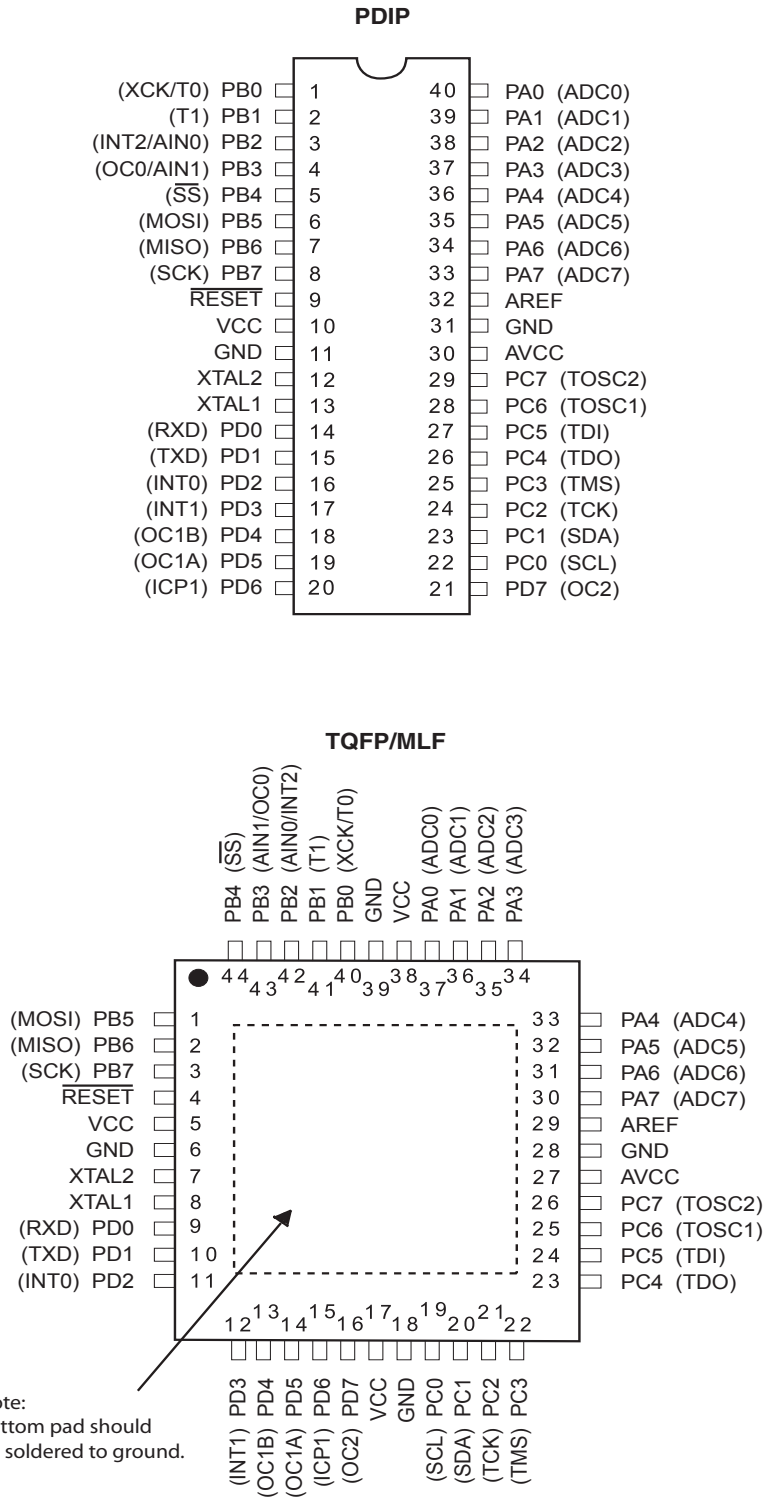 PDIP
(XCK/T0) PB0 1 40 PA0 (ADC0)
(T1) PB1 2 39 PA1 (ADC1)
(INT2/AIN0) PB2 3 38 PA2 (ADC2)
(OC0/AIN1) PB3 4 37 PA3 (ADC3)
(S̅S̅) PB4 5 36 PA4 (ADC4)
(MOSI) PB5 6 35 PA5 (ADC5)
(MISO) PB6 7 34 PA6 (ADC6)
(SCK) PB7 8 33 PA7 (ADC7)
R̅E̅S̅E̅T̅ 9 32 AREF
VCC 10 31 GND
GND 11 30 AVCC
XTAL2 12 29 PC7 (TOSC2)
XTAL1 13 28 PC6 (TOSC1)
(RXD) PD0 14 27 PC5 (TDI)
(TXD) PD1 15 26 PC4 (TDO)
(INT0) PD2 16 25 PC3 (TMS)
(INT1) PD3 17 24 PC2 (TCK)
(OC1B) PD4 18 23 PC1 (SDA)
(OC1A) PD5 19 22 PC0 (SCL)
(ICP1) PD6 20 21 PD7 (OC2)
TQFP/MLF
PB4 (S̅S̅)
PB3 (AIN1/OC0)
PB2 (AIN0/INT2)
PB1 (T1)
PB0 (XCK/T0)
GND
VCC
PA0 (ADC0)
PA1 (ADC1)
PA2 (ADC2)
PA3 (ADC3)
44 43 42 41 40 39 38 37 36 35 34
(MOSI) PB5 1 33 PA4 (ADC4)
(MISO) PB6 2 32 PA5 (ADC5)
(SCK) PB7 3 31 PA6 (ADC6)
R̅E̅S̅E̅T̅ 4 30 PA7 (ADC7)
VCC 5 29 AREF
GND 6 28 GND
XTAL2 7 27 AVCC
XTAL1 8 26 PC7 (TOSC2)
(RXD) PD0 9 25 PC6 (TOSC1)
(TXD) PD1 10 24 PC5 (TDI)
(INT0) PD2 11 23 PC4 (TDO)
12 13 14 15 16 17 18 19 20 21 22
(INT1) PD3
(OC1B) PD4
(OC1A) PD5
(ICP1) PD6
(OC2) PD7
VCC
GND
(SCL) PC0
(SDA) PC1
(TCK) PC2
(TMS) PC3
ote:
ttom pad should
soldered to ground.